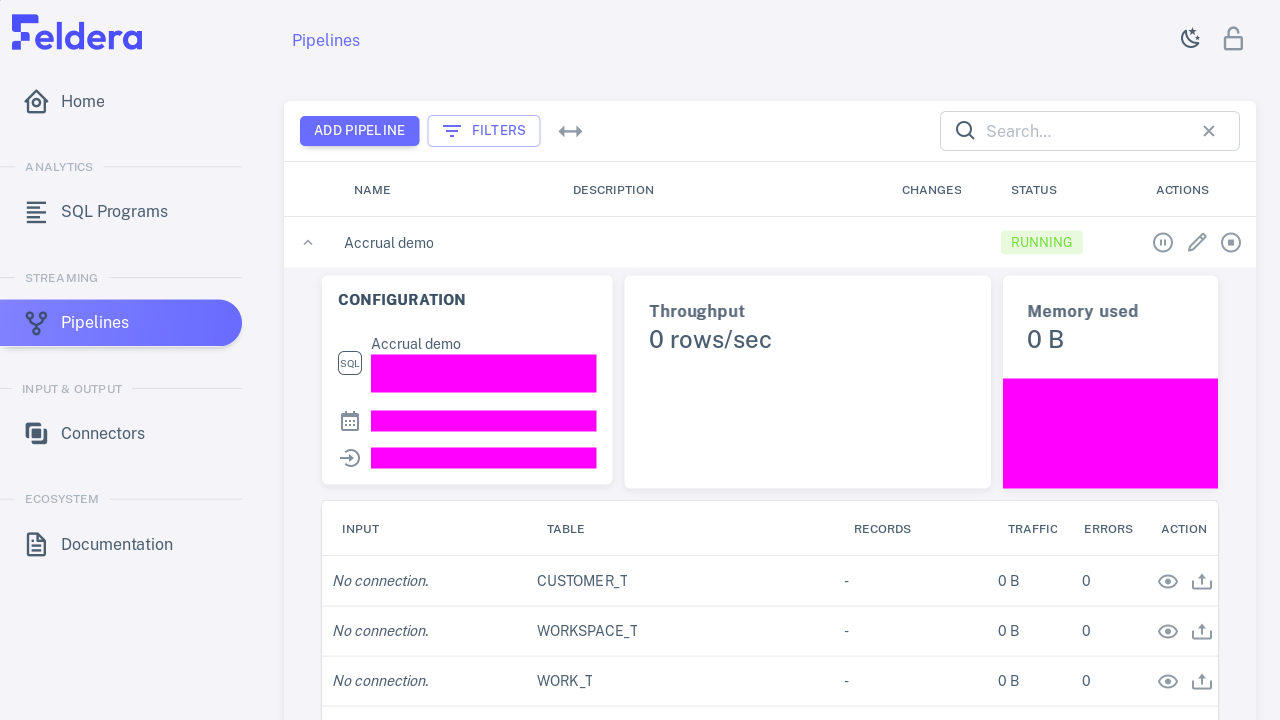 Feldera
Pipelines
Home
ANALYTICS
SQL Programs
STREAMING
Pipelines
INPUT & OUTPUT
Connectors
ECOSYSTEM
Documentation
ADD PIPELINE FILTERS Search...
NAME DESCRIPTION CHANGES STATUS ACTIONS
Accrual demo RUNNING
CONFIGURATION
SQL Accrual demo
Throughput
0 rows/sec
Memory used
0 B
INPUT TABLE RECORDS TRAFFIC ERRORS ACTION
No connection. CUSTOMER_T - 0 B 0
No connection. WORKSPACE_T - 0 B 0
No connection. WORK_T - 0 B 0